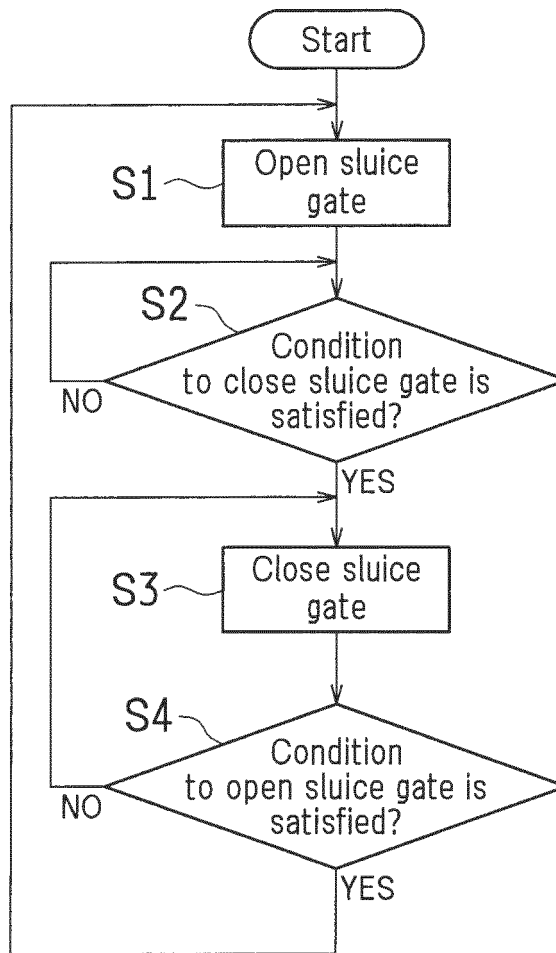 Start
S1
Open sluice
gate
S2
Condition
to close sluice gate is
satisfied?
NO
YES
S3
Close sluice
gate
S4
Condition
to open sluice gate is
satisfied?
NO
YES